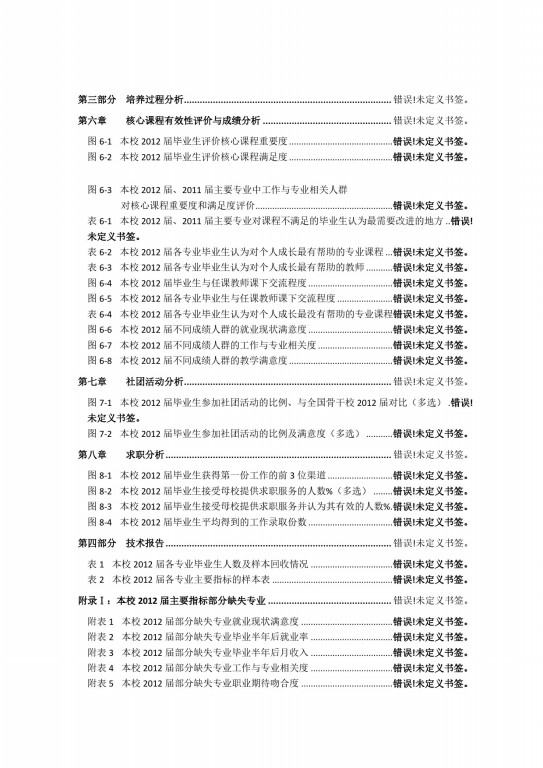 第三部分 培养过程分析................................................................................ 错误!未定义书签。
第六章 核心课程有效性评价与成绩分析 ................................................ 错误!未定义书签。
图 6-1 本校 2012 届毕业生评价核心课程重要度 .......................................... 错误!未定义书签。
图 6-2 本校 2012 届毕业生评价核心课程满足度 .......................................... 错误!未定义书签。
图 6-3 本校 2012 届、2011 届主要专业中工作与专业相关人群
对核心课程重要度和满足度评价....................................................... 错误!未定义书签。
表 6-1 本校 2012 届、2011 届主要专业对课程不满足的毕业生认为最需要改进的地方 ..错误!
未定义书签。
表 6-2 本校 2012 届各专业毕业生认为对个人成长最有帮助的专业课程 ...错误!未定义书签。
表 6-3 本校 2012 届各专业毕业生认为对个人成长最有帮助的教师 ...........错误!未定义书签。
图 6-4 本校 2012 届毕业生与任课教师课下交流程度 ...................................错误!未定义书签。
图 6-5 本校 2012 届各专业毕业生与任课教师课下交流程度 .......................错误!未定义书签。
表 6-4 本校 2012 届各专业毕业生认为对个人成长最没有帮助的专业课程错误!未定义书签。
图 6-6 本校 2012 届不同成绩人群的就业现状满意度 ...................................错误!未定义书签。
图 6-7 本校 2012 届不同成绩人群的工作与专业相关度 ...............................错误!未定义书签。
图 6-8 本校 2012 届不同成绩人群的教学满意度 ..........................................错误!未定义书签。
第七章 社团活动分析................................................................................ 错误!未定义书签。
图 7-1 本校 2012 届毕业生参加社团活动的比例、与全国骨干校 2012 届对比（多选） .错误!
未定义书签。
图 7-2 本校 2012 届毕业生参加社团活动的比例及满意度（多选） ...........错误!未定义书签。
第八章 求职分析 ...................................................................................... 错误!未定义书签。
图 8-1 本校 2012 届毕业生获得第一份工作的前 3 位渠道 ...........................错误!未定义书签。
图 8-2 本校 2012 届毕业生接受母校提供求职服务的人数%（多选） ........错误!未定义书签。
图 8-3 本校 2012 届毕业生接受母校提供求职服务并认为其有效的人数%.错误!未定义书签。
图 8-4 本校 2012 届毕业生平均得到的工作录取份数 ...................................错误!未定义书签。
第四部分 技术报告 .................................................................................. 错误!未定义书签。
表 1 本校 2012 届各专业毕业生人数及样本回收情况 ..................................错误!未定义书签。
表 2 本校 2012 届各专业主要指标的样本表 ................................................错误!未定义书签。
附录Ⅰ：本校 2012 届主要指标部分缺失专业 .............................................. 错误!未定义书签。
附表 1 本校 2012 届部分缺失专业就业现状满意度 ......................................错误!未定义书签。
附表 2 本校 2012 届部分缺失专业毕业半年后就业率 ...................................错误!未定义书签。
附表 3 本校 2012 届部分缺失专业毕业半年后月收入 ...................................错误!未定义书签。
附表 4 本校 2012 届部分缺失专业工作与专业相关度 ...................................错误!未定义书签。
附表 5 本校 2012 届部分缺失专业职业期待吻合度 ......................................错误!未定义书签。